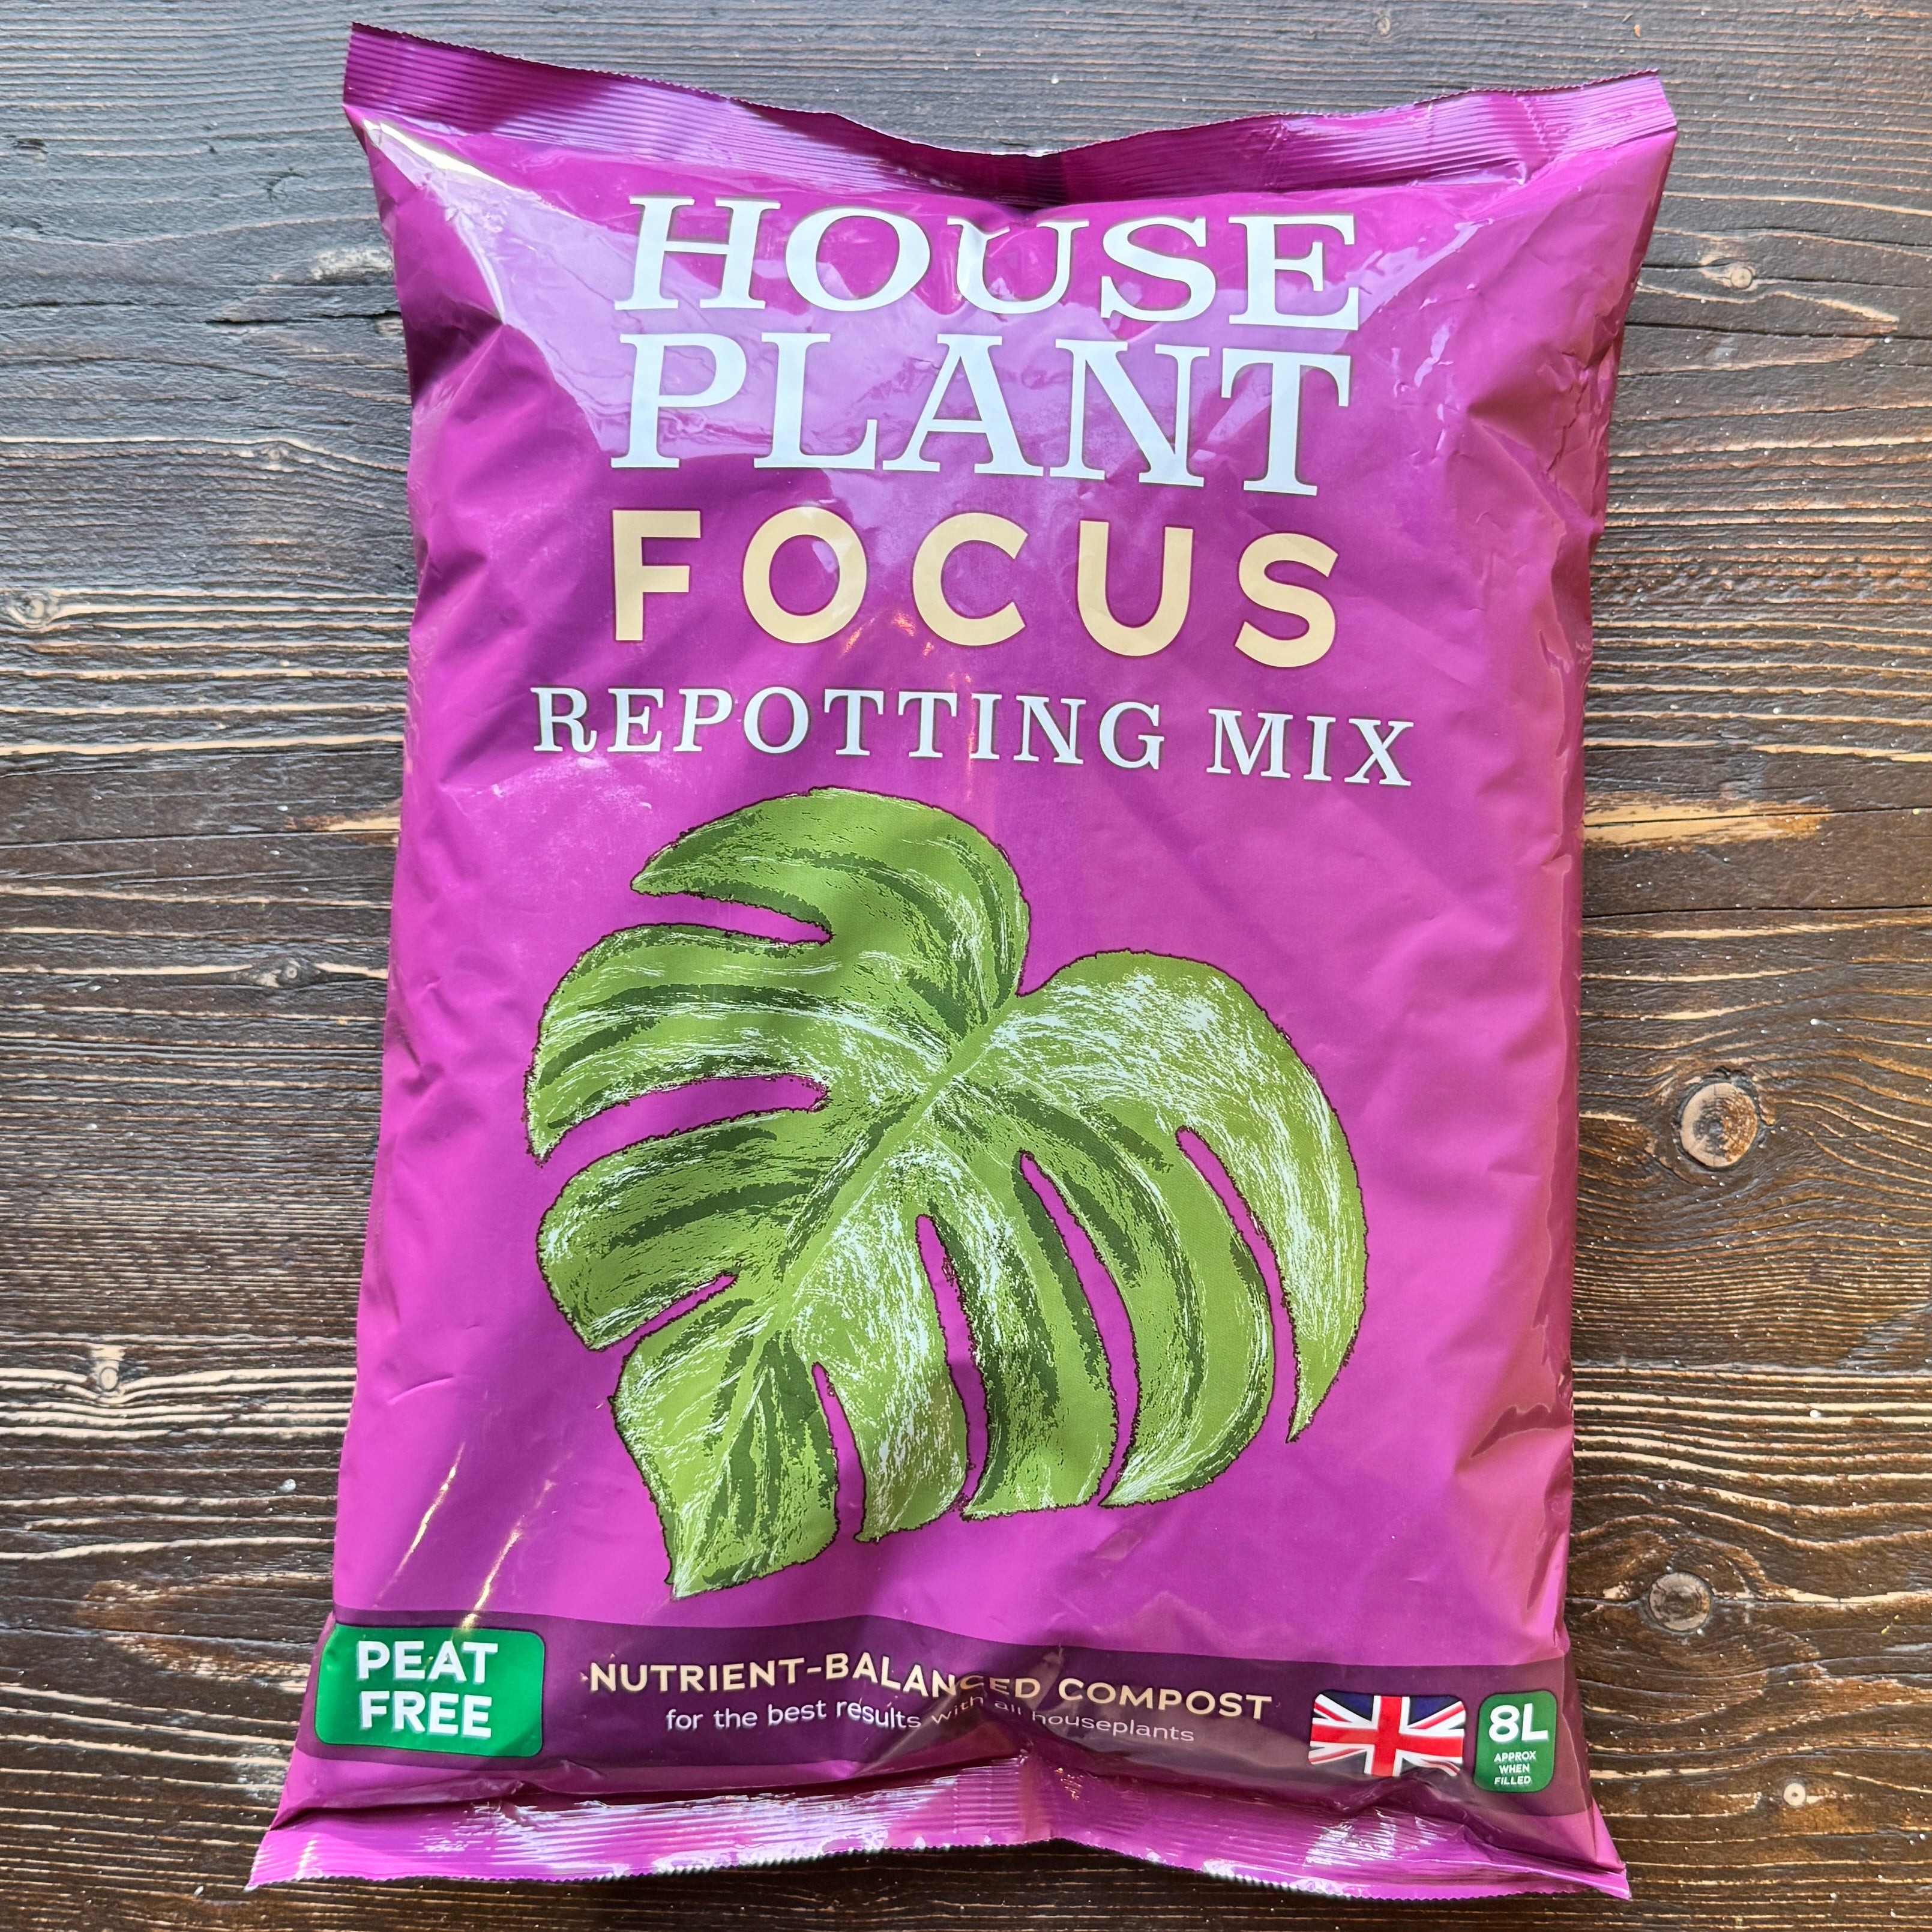 HOUSE
PLANT
FOCUS
REPOTTING MIX
PEAT
FREE
NUTRIENT-BALANCED COMPOST
for the best results with all houseplants
8L
APPROX
WHEN
FILLED